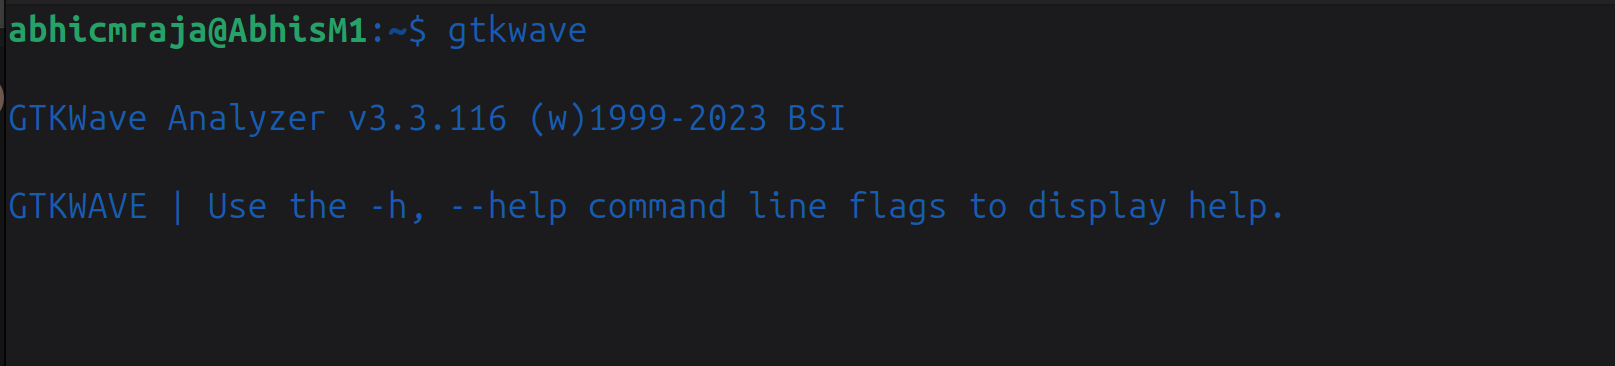 abhicmraja@AbhisM1:~$ gtkwave
GTKWave Analyzer v3.3.116 (w)1999-2023 BSI
GTKWAVE | Use the -h, --help command line flags to display help.